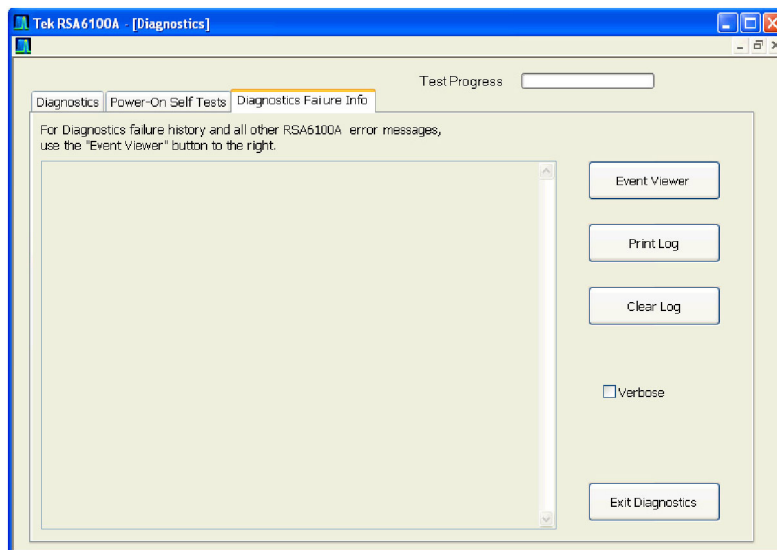 Tek RSA6100A - [Diagnostics]
Test Progress
Diagnostics
Power-On Self Tests
Diagnostics Failure Info
For Diagnostics failure history and all other RSA6100A error messages,
use the "Event Viewer" button to the right.
Event Viewer
Print Log
Clear Log
Verbose
Exit Diagnostics